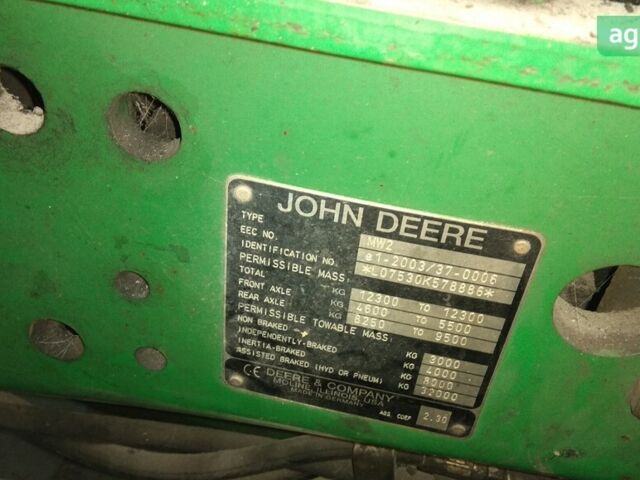 ag
JOHN DEERE
TYPE MW2
EEC NO. e1-2003/37-0006
IDENTIFICATION NO. *L07530K578886*
PERMISSIBLE MASS:
TOTAL KG 12300 TO 12300
FRONT AXLE KG 4600 TO 5500
REAR AXLE KG 8250 TO 9500
PERMISSIBLE TOWABLE MASS:
NON BRAKED KG 3000
INDEPENDENTLY-BRAKED KG 4000
INERTIA-BRAKED KG 8000
ASSISTED BRAKED (HYD OR PNEUM) KG 32000
CE DEERE & COMPANY
MOLINE, ILLINOIS, USA
MADE IN GERMANY
ABS. COEF 2.30